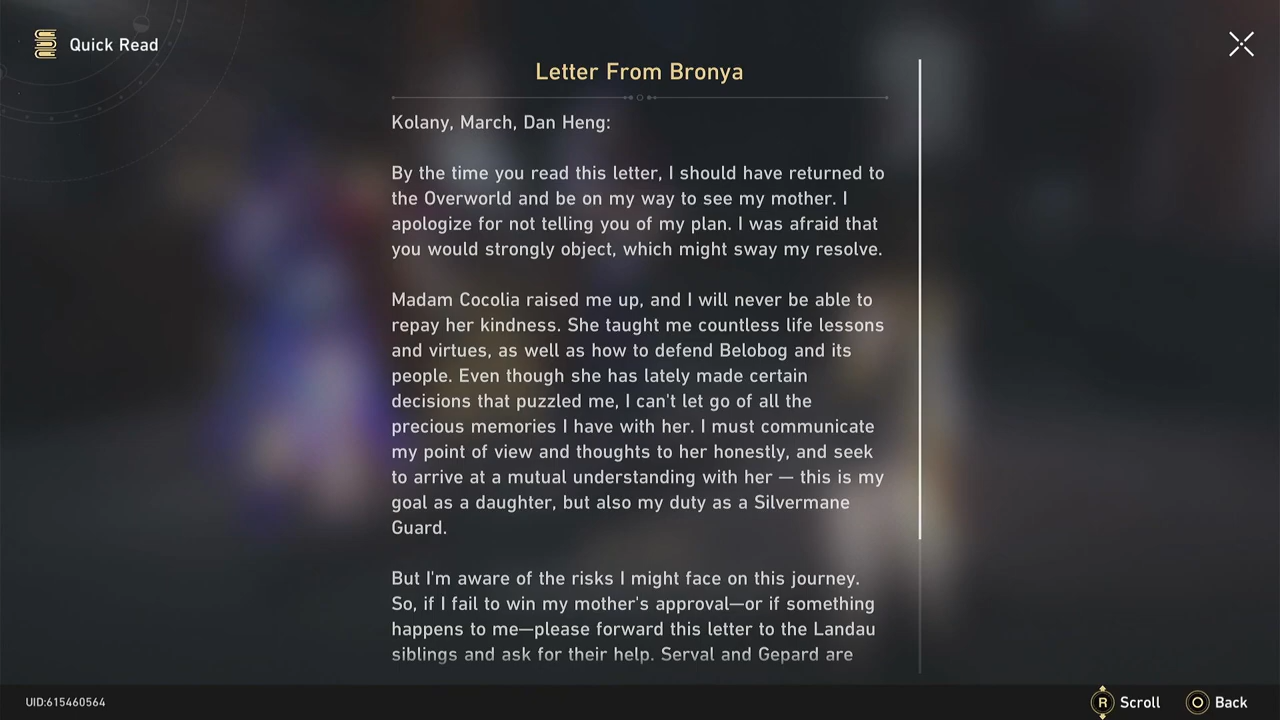 Quick Read
Letter From Bronya
Kolany, March, Dan Heng:
By the time you read this letter, I should have returned to
the Overworld and be on my way to see my mother. I
apologize for not telling you of my plan. I was afraid that
you would strongly object, which might sway my resolve.
Madam Cocolia raised me up, and I will never be able to
repay her kindness. She taught me countless life lessons
and virtues, as well as how to defend Belobog and its
people. Even though she has lately made certain
decisions that puzzled me, I can't let go of all the
precious memories I have with her. I must communicate
my point of view and thoughts to her honestly, and seek
to arrive at a mutual understanding with her — this is my
goal as a daughter, but also my duty as a Silvermane
Guard.
But I'm aware of the risks I might face on this journey.
So, if I fail to win my mother's approval—or if something
happens to me—please forward this letter to the Landau
siblings and ask for their help. Serval and Gepard are
UID:615460564
R Scroll
Back